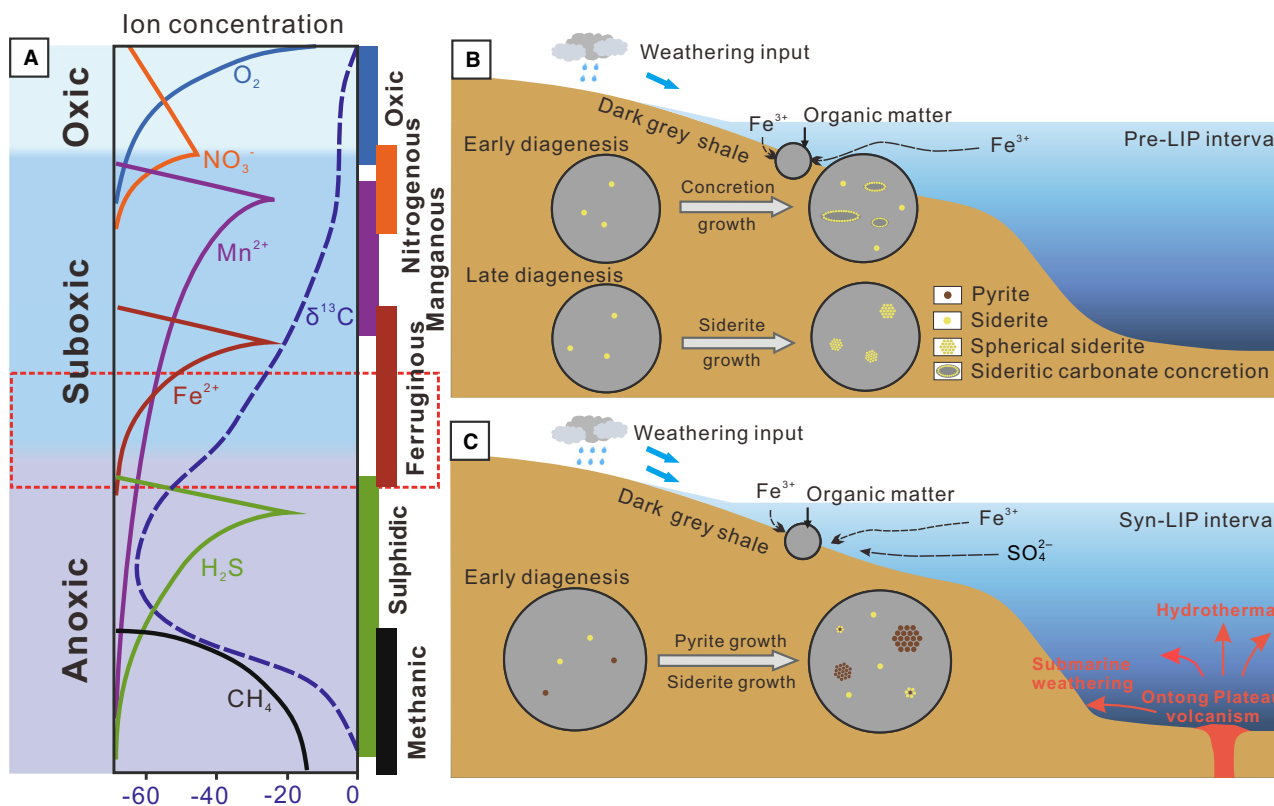 Ion concentration
A
Oxic
Suboxic
Anoxic
O₂
NO₃⁻
Mn²⁺
δ¹³C
Fe²⁺
H₂S
CH₄
-60
-40
-20
0
Oxic
Nitrogenous
Manganous
Ferruginous
Sulphidic
Methanic
B
Weathering input
Dark grey shale
Fe³⁺
Organic matter
Fe³⁺
Pre-LIP interva
Early diagenesis
Concretion
growth
Late diagenesis
Siderite
growth
Pyrite
Siderite
Spherical siderite
Sideritic carbonate concretion
C
Weathering input
Dark grey shale
Fe³⁺
Organic matter
Fe³⁺
SO₄²⁻
Syn-LIP interva
Early diagenesis
Pyrite growth
Siderite growth
Hydrotherma
Submarine
weathering
Ontong Plateau
volcanism